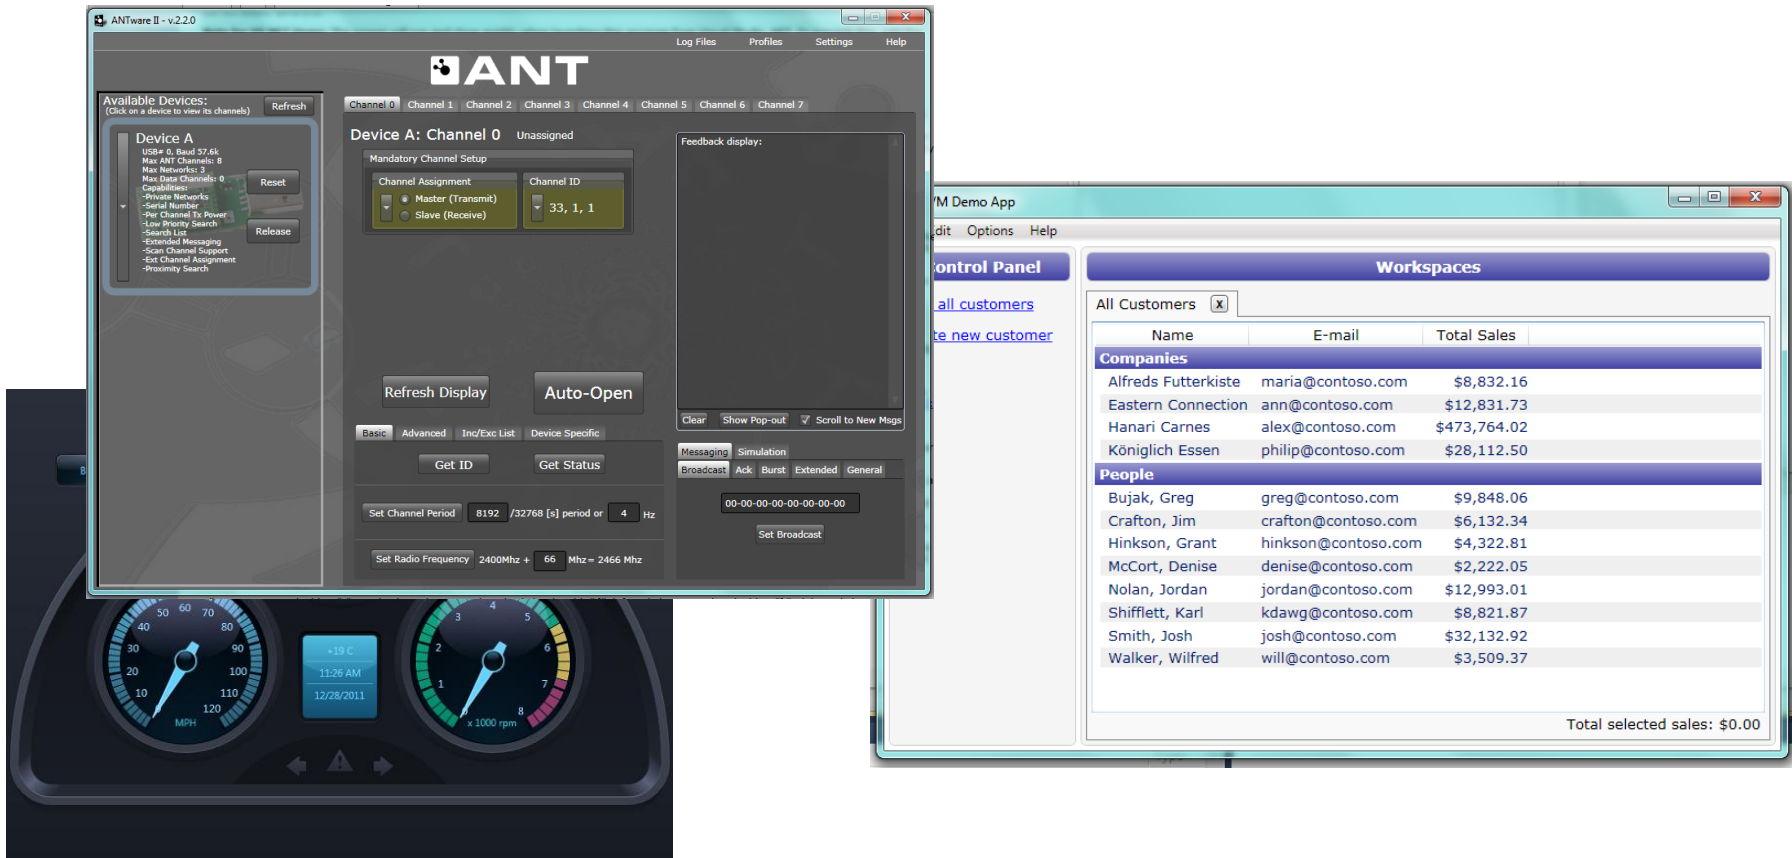 ANTware II - v.2.2.0
Log Files Profiles Settings Help
ANT
Available Devices:
(Click on a device to view its channels)
Refresh
Device A
USB# 0, Baud 57.6k
Max ANT Channels: 8
Max Networks: 3
Max Data Channels: 0
Capabilities:
-Private Networks
-Serial Number
-Per Channel Tx Power
-Low Priority Search
-Search List
-Extended Messaging
-Scan Channel Support
-Ext Channel Assignment
-Proximity Search
Reset
Release
Channel 0 Channel 1 Channel 2 Channel 3 Channel 4 Channel 5 Channel 6 Channel 7
Device A: Channel 0 Unassigned
Mandatory Channel Setup
Channel Assignment
Master (Transmit)
Slave (Receive)
Channel ID
33, 1, 1
Refresh Display
Auto-Open
Basic Advanced Inc/Exc List Device Specific
Get ID Get Status
Set Channel Period 8192 /32768 [s] period or 4 Hz
Set Radio Frequency 2400Mhz + 66 Mhz= 2466 Mhz
Feedback display:
Clear Show Pop-out Scroll to New Msgs
Messaging Simulation
Broadcast Ack Burst Extended General
00-00-00-00-00-00-00-00
Set Broadcast
VM Demo App
dit Options Help
ontrol Panel
all customers
te new customer
Workspaces
All Customers X
Name E-mail Total Sales
Companies
Alfreds Futterkiste maria@contoso.com $8,832.16
Eastern Connection ann@contoso.com $12,831.73
Hanari Carnes alex@contoso.com $473,764.02
Königlich Essen philip@contoso.com $28,112.50
People
Bujak, Greg greg@contoso.com $9,848.06
Crafton, Jim crafton@contoso.com $6,132.34
Hinkson, Grant hinkson@contoso.com $4,322.81
McCort, Denise denise@contoso.com $2,222.05
Nolan, Jordan jordan@contoso.com $12,993.01
Shifflett, Karl kdawg@contoso.com $8,821.87
Smith, Josh josh@contoso.com $32,132.92
Walker, Wilfred will@contoso.com $3,509.37
Total selected sales: $0.00
10 20 30 40 50 60 70 80 90 100 110 120
MPH
+19 C
11:26 AM
12/28/2011
1 2 3 4 5 6 7 8
x 1000 rpm